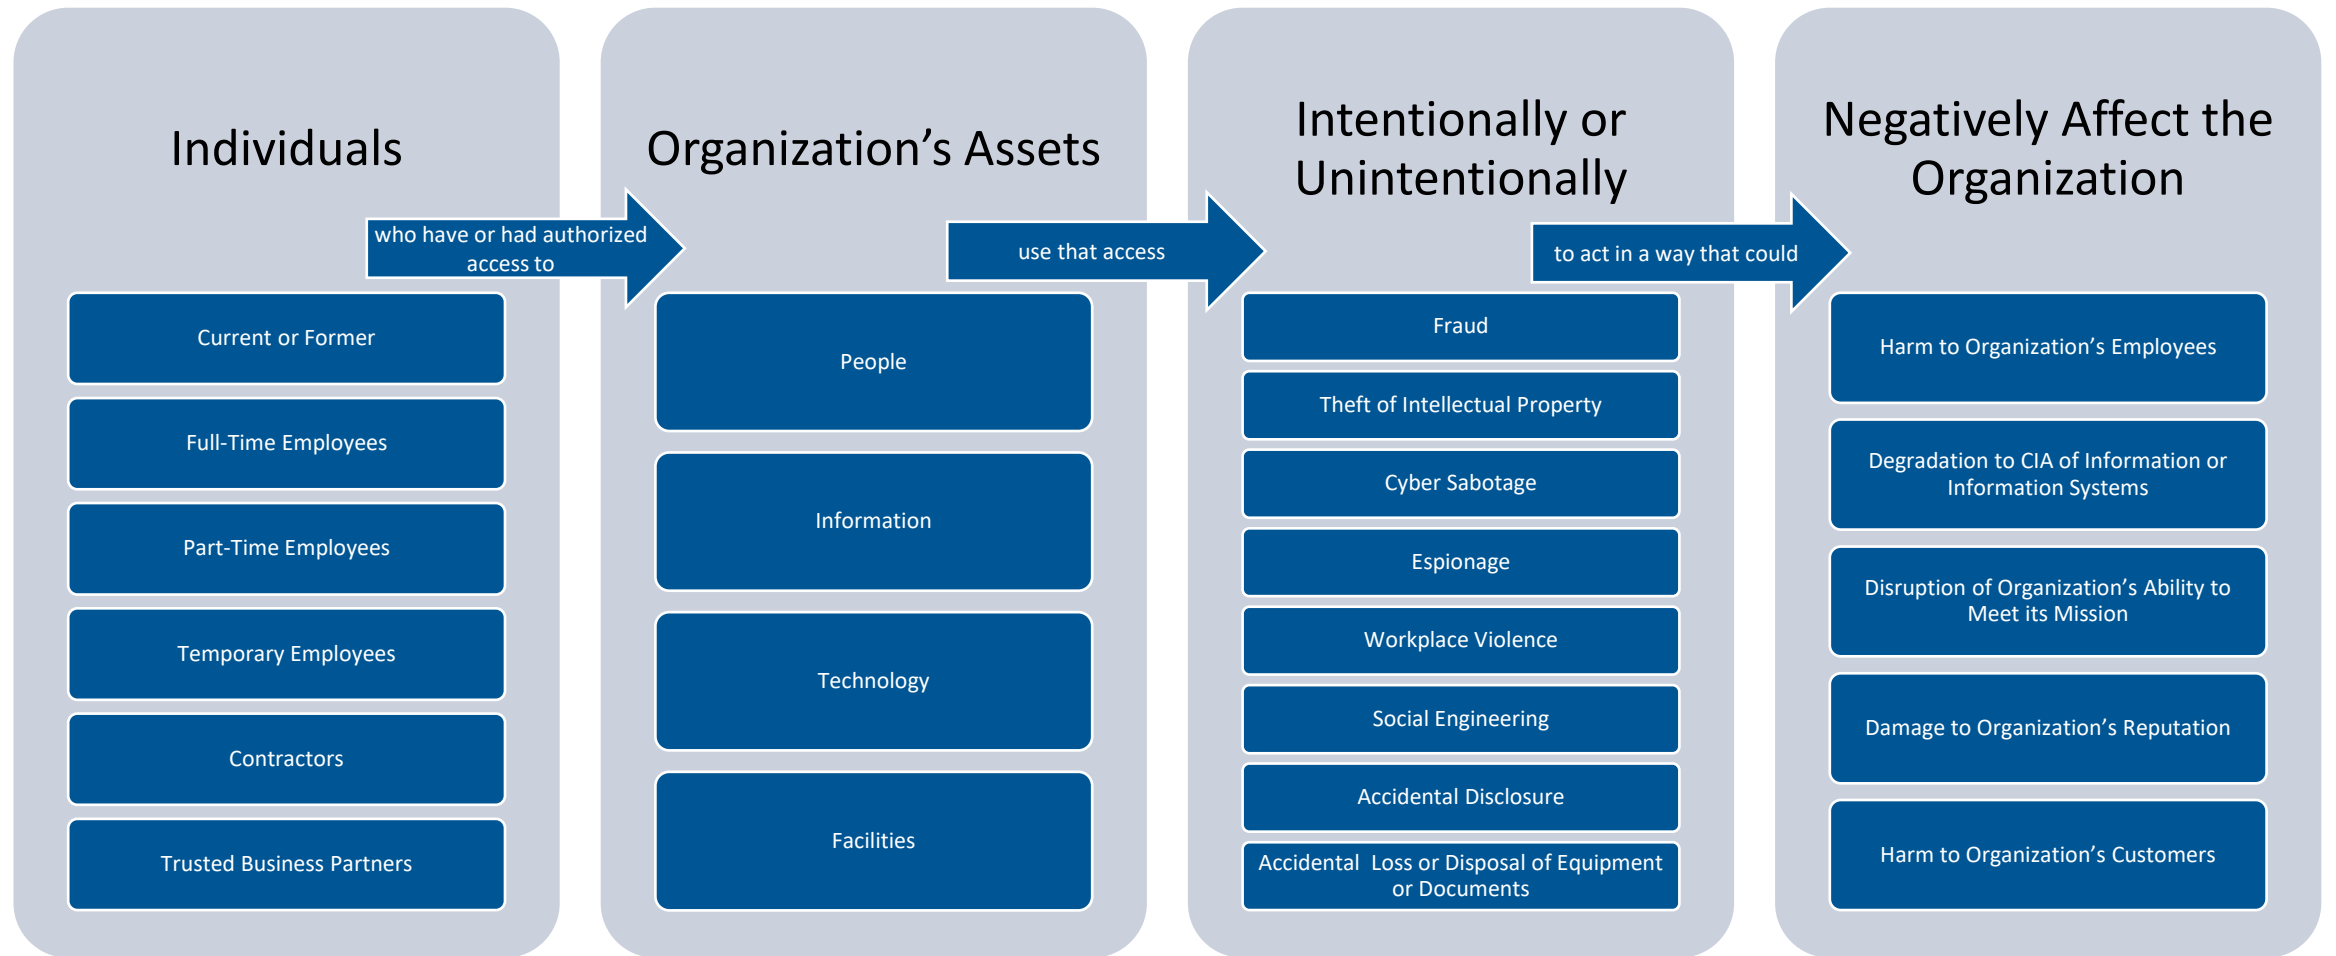 Individuals
who have or had authorized
access to
Current or Former
Full-Time Employees
Part-Time Employees
Temporary Employees
Contractors
Trusted Business Partners
Organization’s Assets
use that access
People
Information
Technology
Facilities
Intentionally or
Unintentionally
to act in a way that could
Fraud
Theft of Intellectual Property
Cyber Sabotage
Espionage
Workplace Violence
Social Engineering
Accidental Disclosure
Accidental  Loss or Disposal of Equipment
or Documents
Negatively Affect the
Organization
Harm to Organization’s Employees
Degradation to CIA of Information or
Information Systems
Disruption of Organization’s Ability to
Meet its Mission
Damage to Organization’s Reputation
Harm to Organization’s Customers